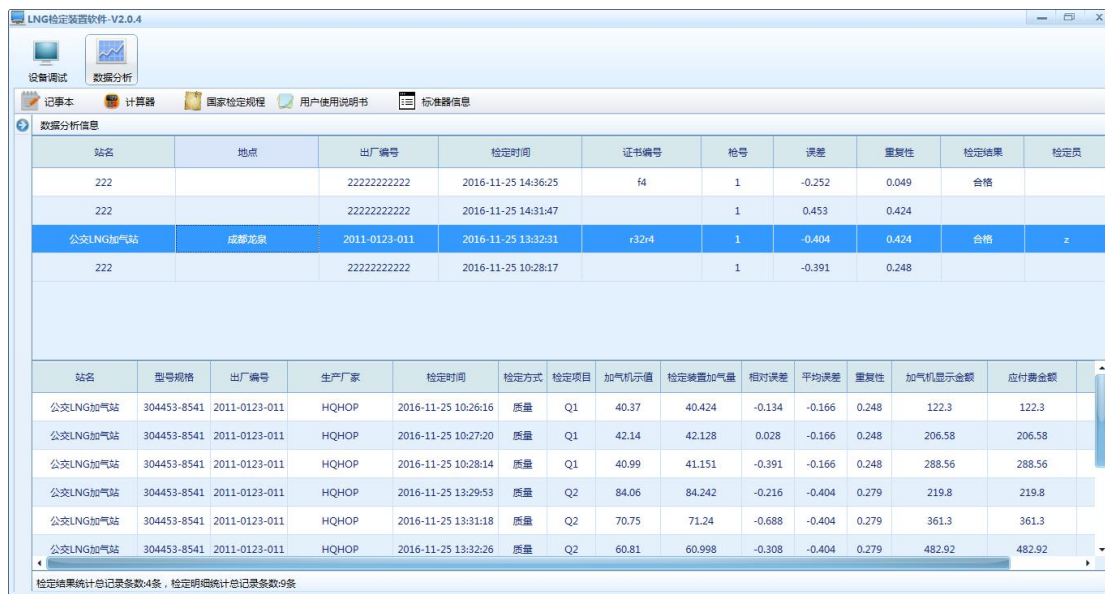 LNG检定装置软件-V2.0.4
设备调试 数据分析
记事本 计算器 国家检定规程 用户使用说明书 标准器信息
数据分析信息
站名 地点 出厂编号 检定时间 证书编号 枪号 误差 重复性 检定结果 检定员
222 22222222222 2016-11-25 14:36:25 f4 1 -0.252 0.049 合格
222 22222222222 2016-11-25 14:31:47 1 0.453 0.424
公交LNG加气站 成都龙泉 2011-0123-011 2016-11-25 13:32:31 r32r4 1 -0.404 0.424 合格 z
222 22222222222 2016-11-25 10:28:17 1 -0.391 0.248
站名 型号规格 出厂编号 生产厂家 检定时间 检定方式 检定项目 加气机示值 检定装置加气量 相对误差 平均误差 重复性 加气机显示金额 应付费金额
公交LNG加气站 304453-8541 2011-0123-011 HQHOP 2016-11-25 10:26:16 质量 Q1 40.37 40.424 -0.134 -0.166 0.248 122.3 122.3
公交LNG加气站 304453-8541 2011-0123-011 HQHOP 2016-11-25 10:27:20 质量 Q1 42.14 42.128 0.028 -0.166 0.248 206.58 206.58
公交LNG加气站 304453-8541 2011-0123-011 HQHOP 2016-11-25 10:28:14 质量 Q1 40.99 41.151 -0.391 -0.166 0.248 288.56 288.56
公交LNG加气站 304453-8541 2011-0123-011 HQHOP 2016-11-25 13:29:53 质量 Q2 84.06 84.242 -0.216 -0.404 0.279 219.8 219.8
公交LNG加气站 304453-8541 2011-0123-011 HQHOP 2016-11-25 13:31:18 质量 Q2 70.75 71.24 -0.688 -0.404 0.279 361.3 361.3
公交LNG加气站 304453-8541 2011-0123-011 HQHOP 2016-11-25 13:32:26 质量 Q2 60.81 60.998 -0.308 -0.404 0.279 482.92 482.92
检定结果统计总记录条数:4条，检定明细统计总记录条数:9条